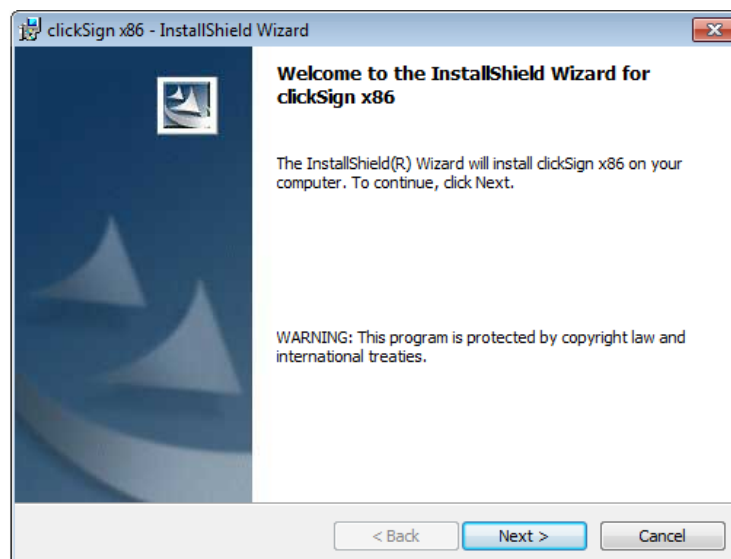 clickSign x86 - InstallShield Wizard
Welcome to the InstallShield Wizard for
clickSign x86
The InstallShield(R) Wizard will install clickSign x86 on your
computer. To continue, click Next.
WARNING: This program is protected by copyright law and
international treaties.
< Back
Next >
Cancel